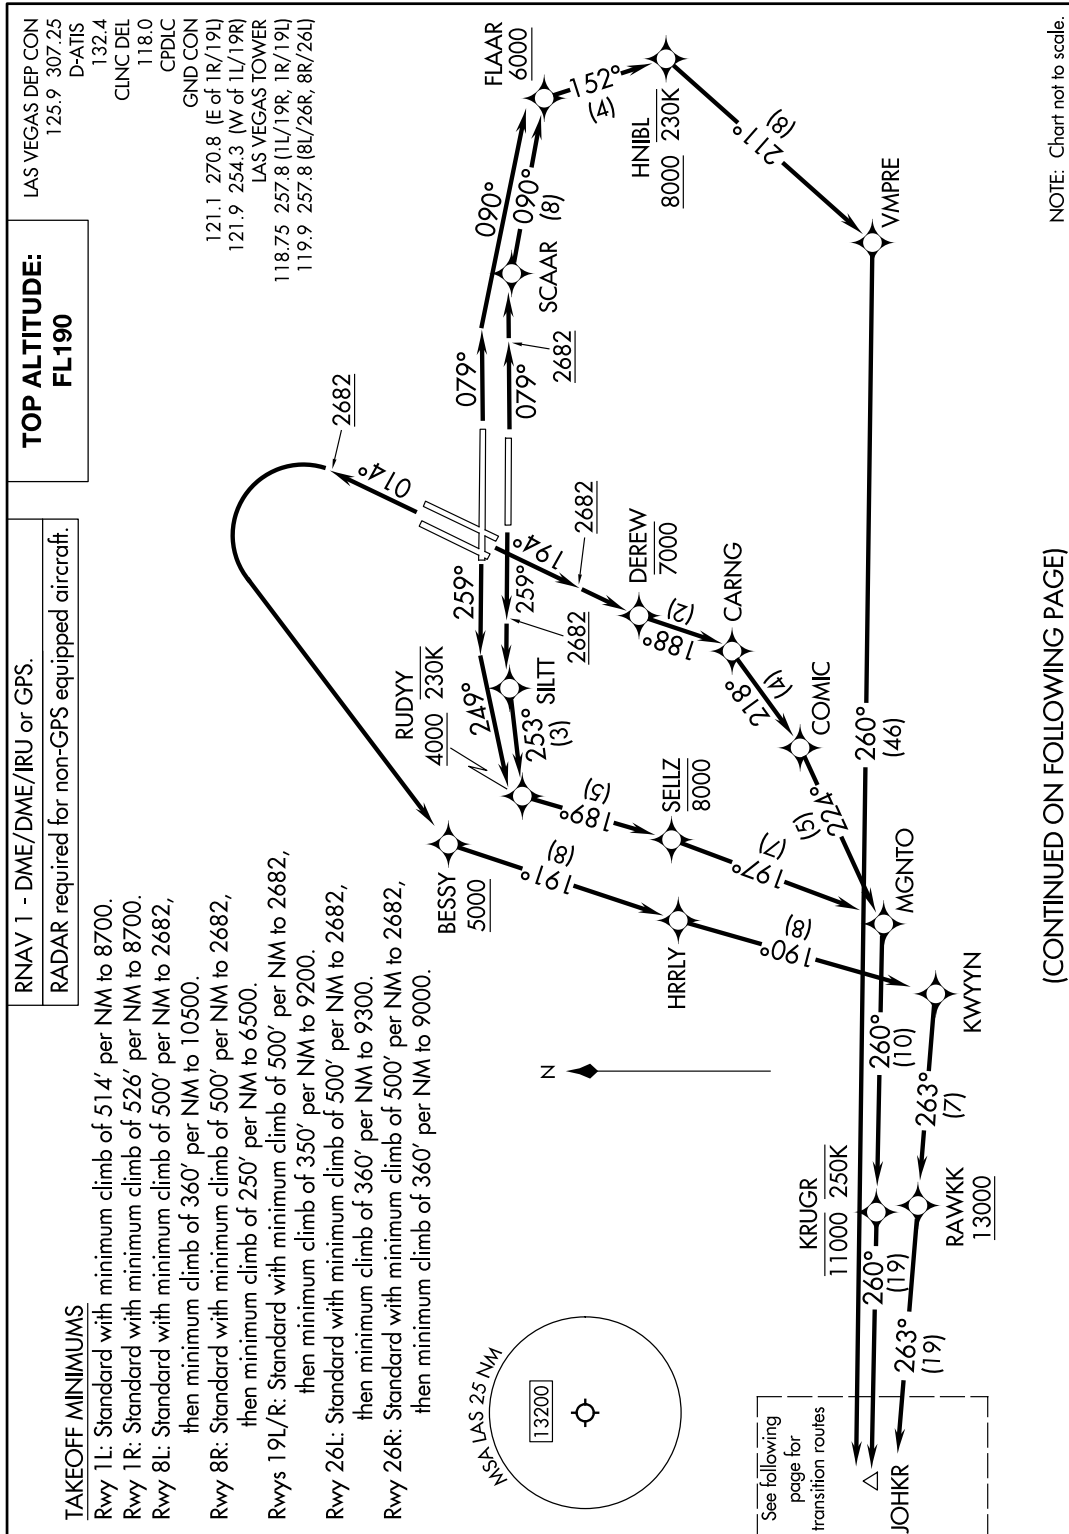 RNAV 1 - DME/DME/IRU or GPS.
RADAR required for non-GPS equipped aircraft.
TOP ALTITUDE:
FL190
LAS VEGAS DEP CON
125.9 307.25
D-ATIS
132.4
CLNC DEL
118.0
CPDLC
GND CON
121.1 270.8 (E of 1R/19L)
121.9 254.3 (W of 1L/19R)
LAS VEGAS TOWER
118.75 257.8 (1L/19R, 1R/19L)
119.9 257.8 (8L/26R, 8R/26L)
TAKEOFF MINIMUMS
Rwy 1L: Standard with minimum climb of 514' per NM to 8700.
Rwy 1R: Standard with minimum climb of 526' per NM to 8700.
Rwy 8L: Standard with minimum climb of 500' per NM to 2682,
then minimum climb of 360' per NM to 10500.
Rwy 8R: Standard with minimum climb of 500' per NM to 2682,
then minimum climb of 250' per NM to 6500.
Rwys 19L/R: Standard with minimum climb of 500' per NM to 2682,
then minimum climb of 350' per NM to 9200.
Rwy 26L: Standard with minimum climb of 500' per NM to 2682,
then minimum climb of 360' per NM to 9300.
Rwy 26R: Standard with minimum climb of 500' per NM to 2682,
then minimum climb of 360' per NM to 9000.
2682
014°
079°
090°
FLAAR
6000
152°
(4)
079°
2682
SCAAR
090°
(8)
HNIBL
8000 230K
211°
(8)
VMPRE
259°
249°
RUDYY
4000 230K
259°
2682
SILTT
253°
(3)
194°
2682
DEREW
7000
188°
(2)
CARNG
218°
(4)
COMIC
224°
(5)
BESSY
5000
191°
(8)
HRRLY
190°
(8)
KWYYN
189°
(5)
SELLZ
8000
197°
(7)
MGNTO
260°
(46)
260°
(10)
263°
(7)
KRUGR
11000 250K
RAWKK
13000
260°
(19)
263°
(19)
JOHKR
N
MSA LAS 25 NM
13200
See following
page for
transition routes
(CONTINUED ON FOLLOWING PAGE)
NOTE: Chart not to scale.